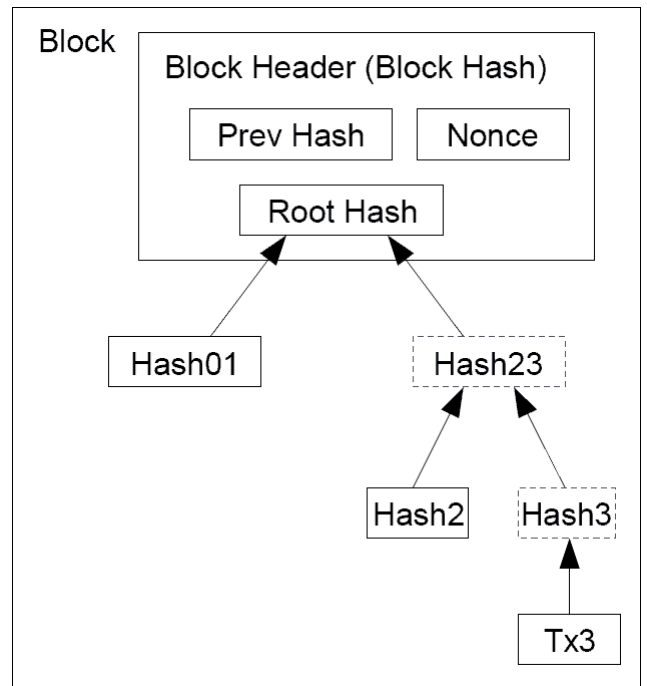 Block
Block Header (Block Hash)
Prev Hash
Nonce
Root Hash
Hash01
Hash23
Hash2
Hash3
Tx3